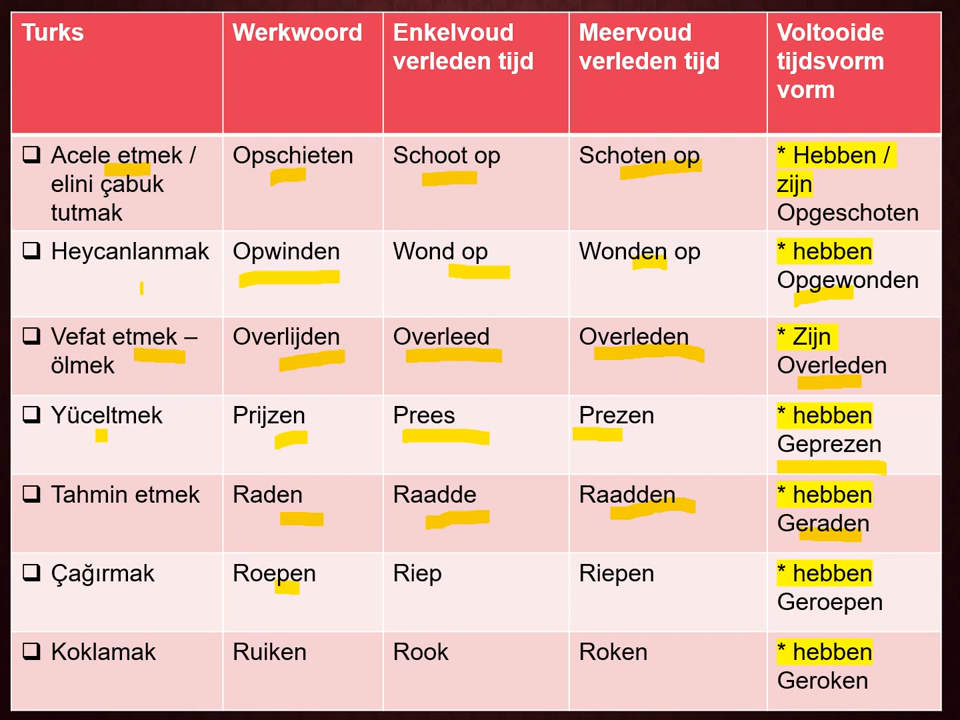 Turks
Werkwoord
Enkelvoud
verleden tijd
Meervoud
verleden tijd
Voltooide
tijdsvorm
vorm
Acele etmek /
elini çabuk
tutmak
Opschieten
Schoot op
Schoten op
* Hebben /
zijn
Opgeschoten
Heycanlanmak
Opwinden
Wond op
Wonden op
* hebben
Opgewonden
Vefat etmek –
ölmek
Overlijden
Overleed
Overleden
* Zijn
Overleden
Yüceltmek
Prijzen
Prees
Prezen
* hebben
Geprezen
Tahmin etmek
Raden
Raadde
Raadden
* hebben
Geraden
Çağırmak
Roepen
Riep
Riepen
* hebben
Geroepen
Koklamak
Ruiken
Rook
Roken
* hebben
Geroken